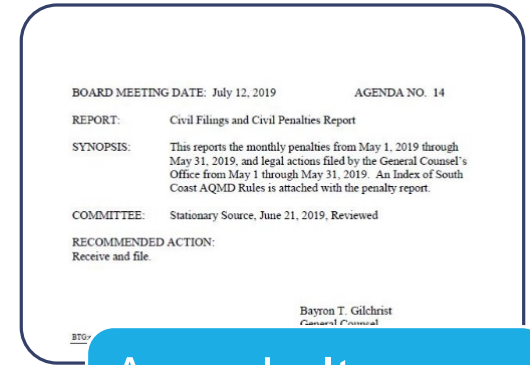 BOARD MEETING DATE: July 12, 2019 AGENDA NO. 14
REPORT: Civil Filings and Civil Penalties Report
SYNOPSIS: This reports the monthly penalties from May 1, 2019 through
May 31, 2019, and legal actions filed by the General Counsel's
Office from May 1 through May 31, 2019. An Index of South
Coast AQMD Rules is attached with the penalty report.
COMMITTEE: Stationary Source, June 21, 2019, Reviewed
RECOMMENDED ACTION:
Receive and file.
Bayron T. Gilchrist
General Counsel